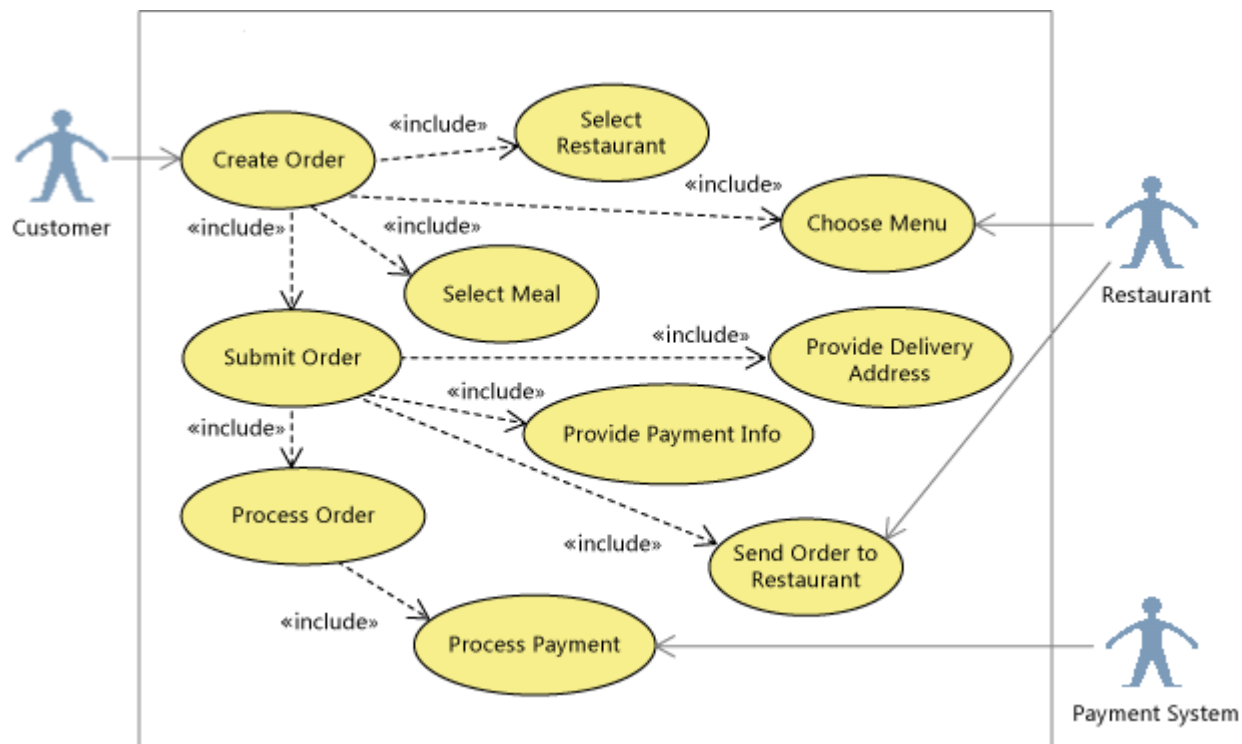 Select
Restaurant
«include»
Create Order
«include»
Customer
«include»
«include»
Choose Menu
Select Meal
Restaurant
«include»
Submit Order
Provide Delivery
Address
«include»
«include»
Provide Payment Info
Process Order
«include»
Send Order to
Restaurant
«include»
Process Payment
Payment System